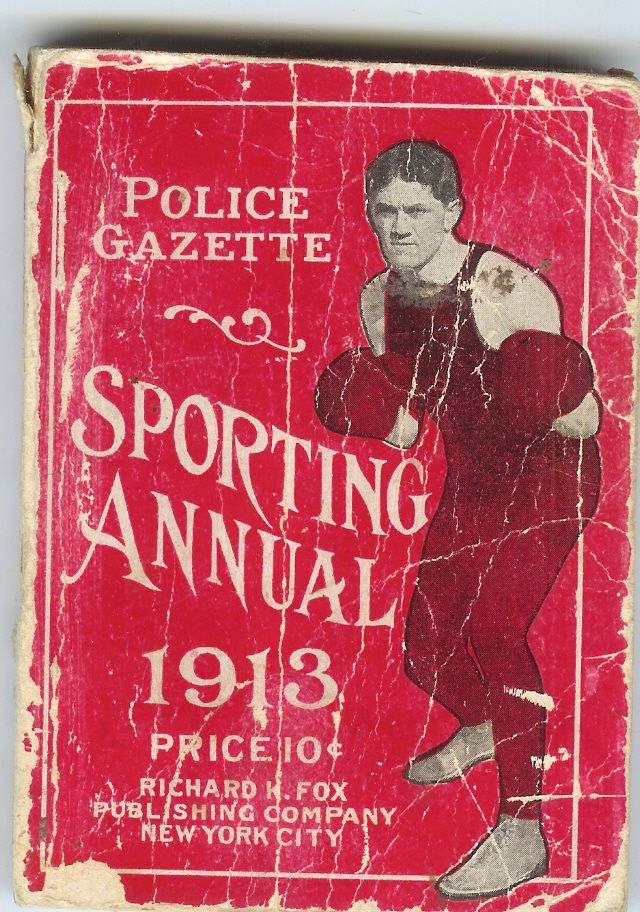 POLICE
GAZETTE
SPORTING
ANNUAL
1913
PRICE 10¢
RICHARD K. FOX
PUBLISHING COMPANY
NEW YORK CITY